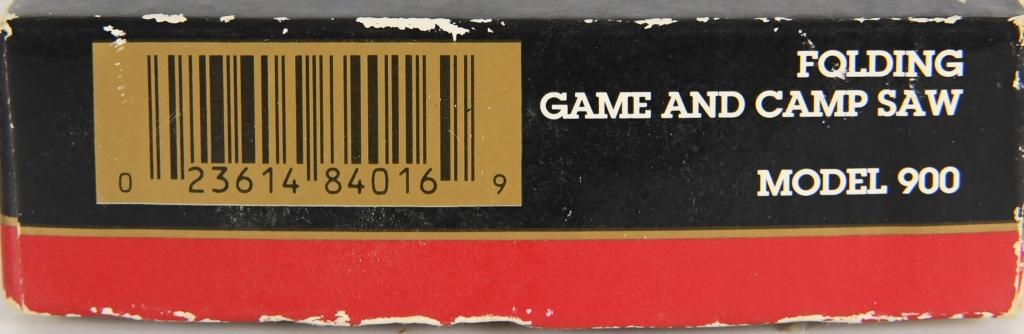 FOLDING
GAME AND CAMP SAW
MODEL 900
0 23614 84016 9